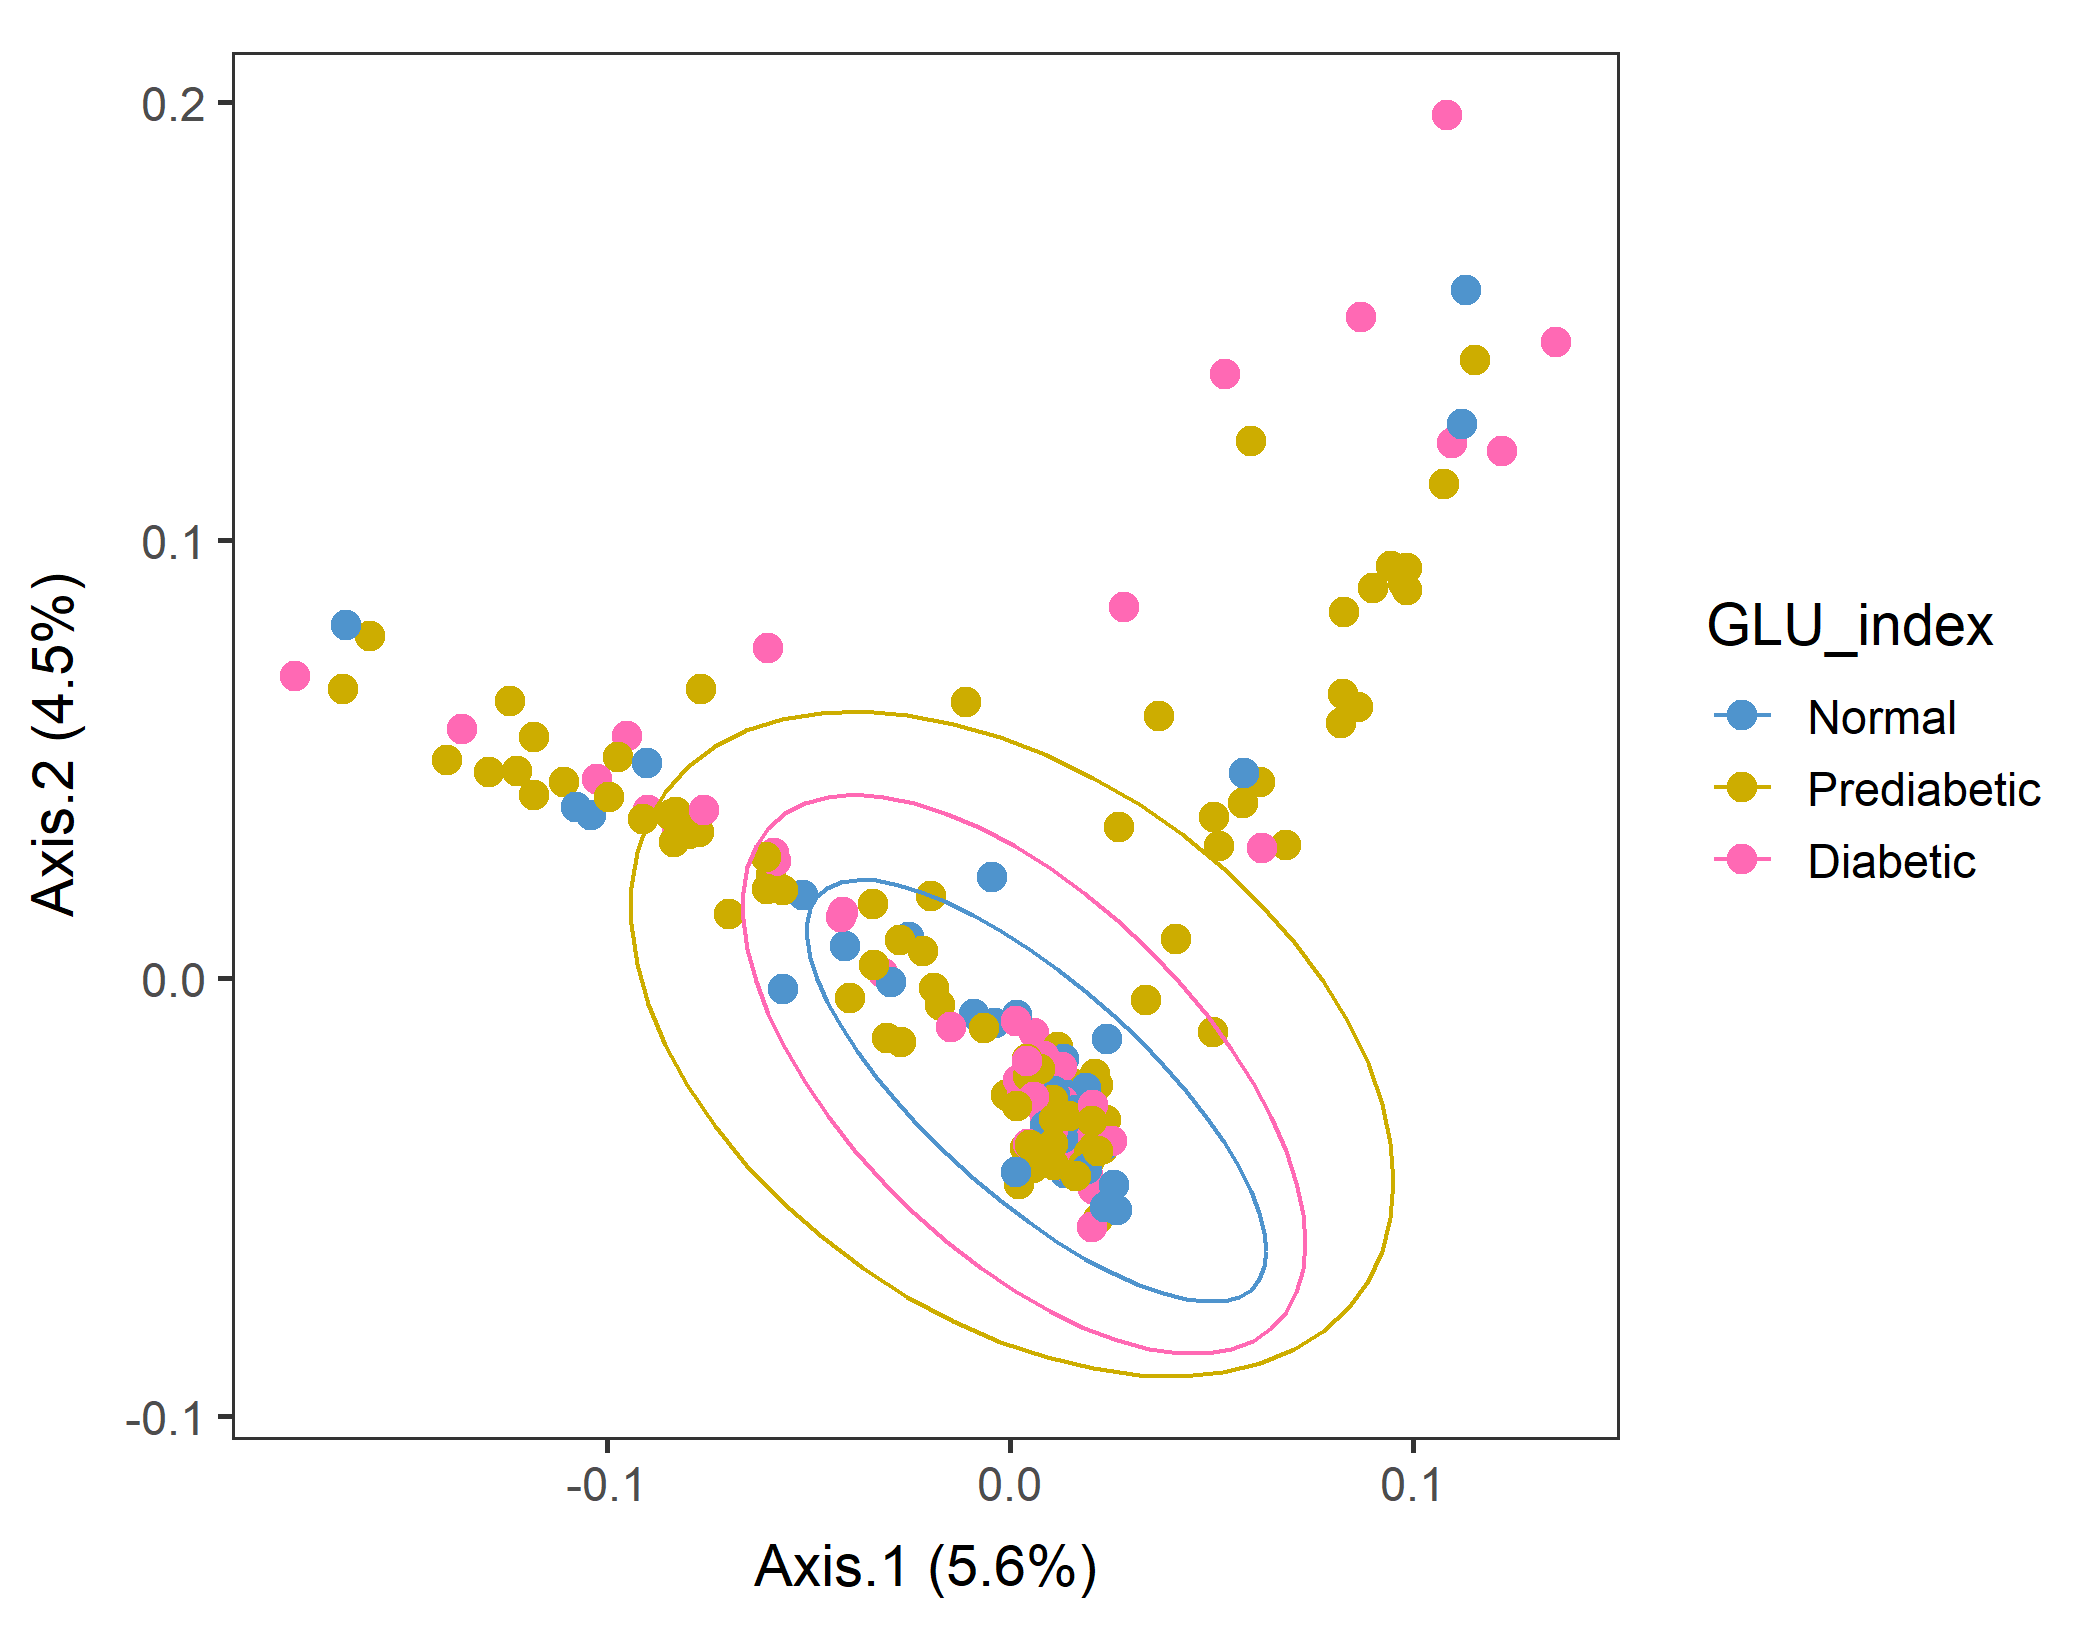 0.2
0.1
0.0
-0.1
Axis.2 (4.5%)
-0.1
0.0
0.1
Axis.1 (5.6%)
GLU_index
Normal
Prediabetic
Diabetic